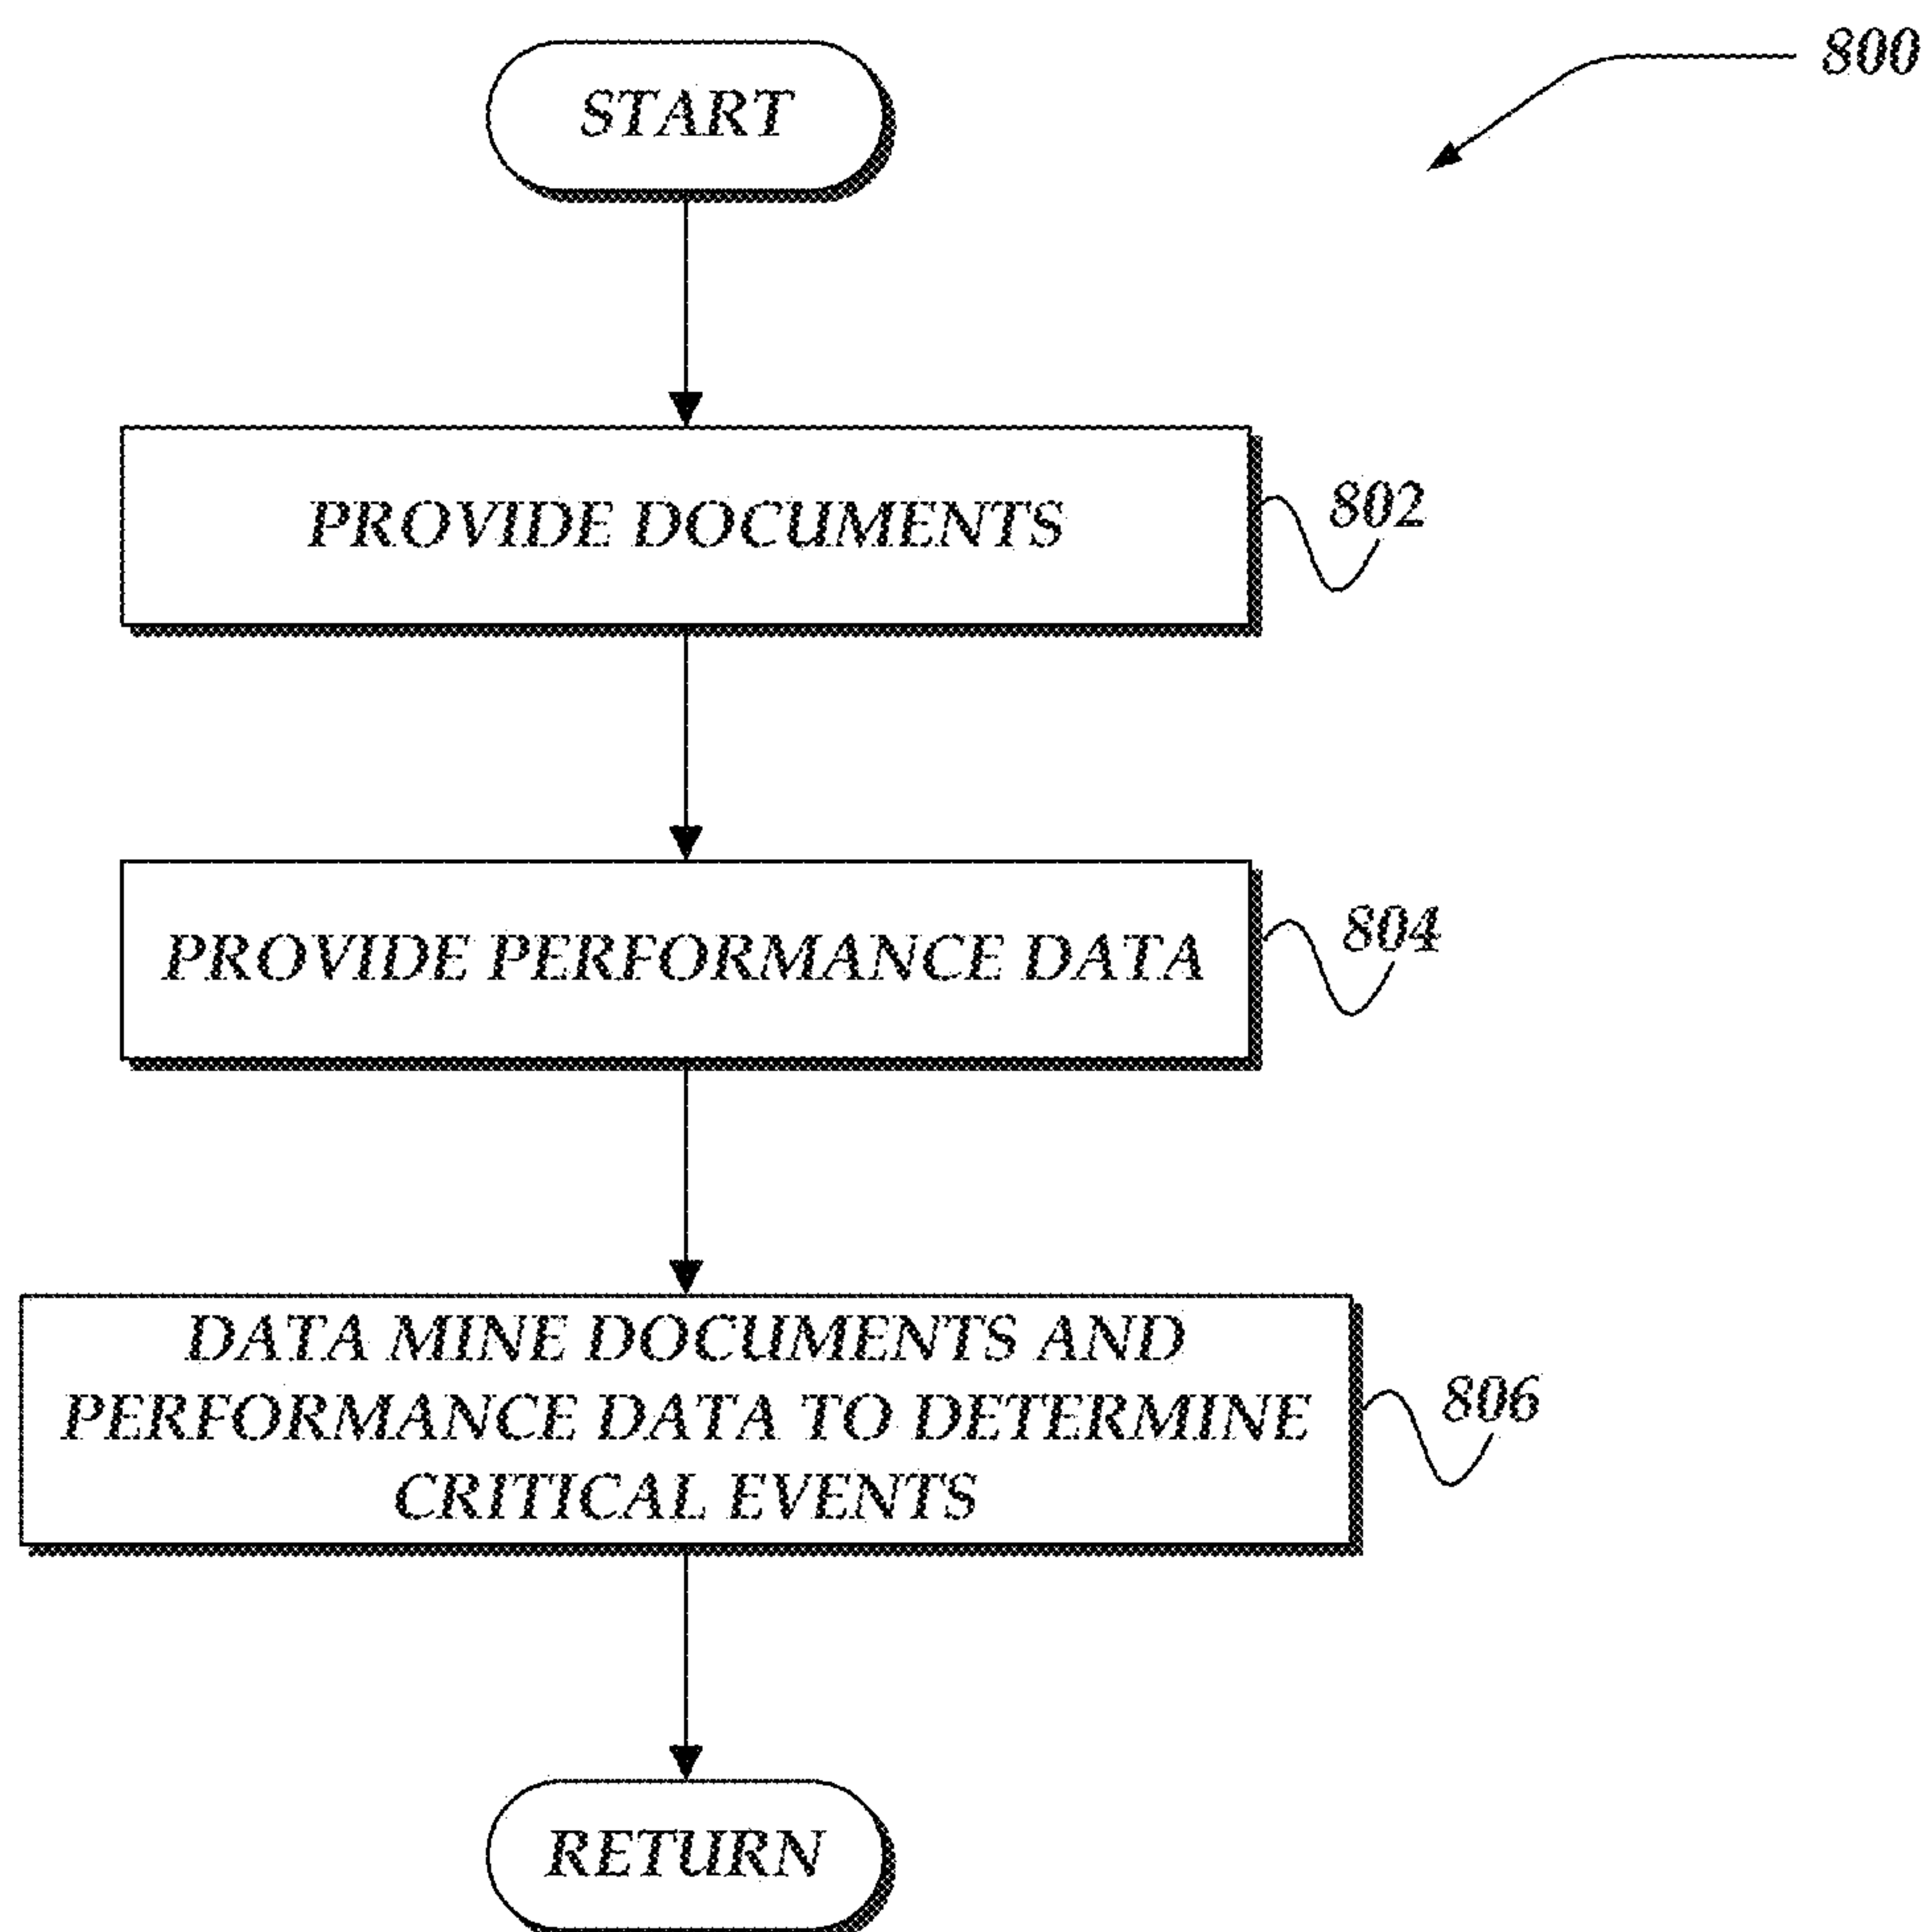 START
800
PROVIDE DOCUMENTS
802
PROVIDE PERFORMANCE DATA
804
DATA MINE DOCUMENTS AND
PERFORMANCE DATA TO DETERMINE
CRITICAL EVENTS
806
RETURN